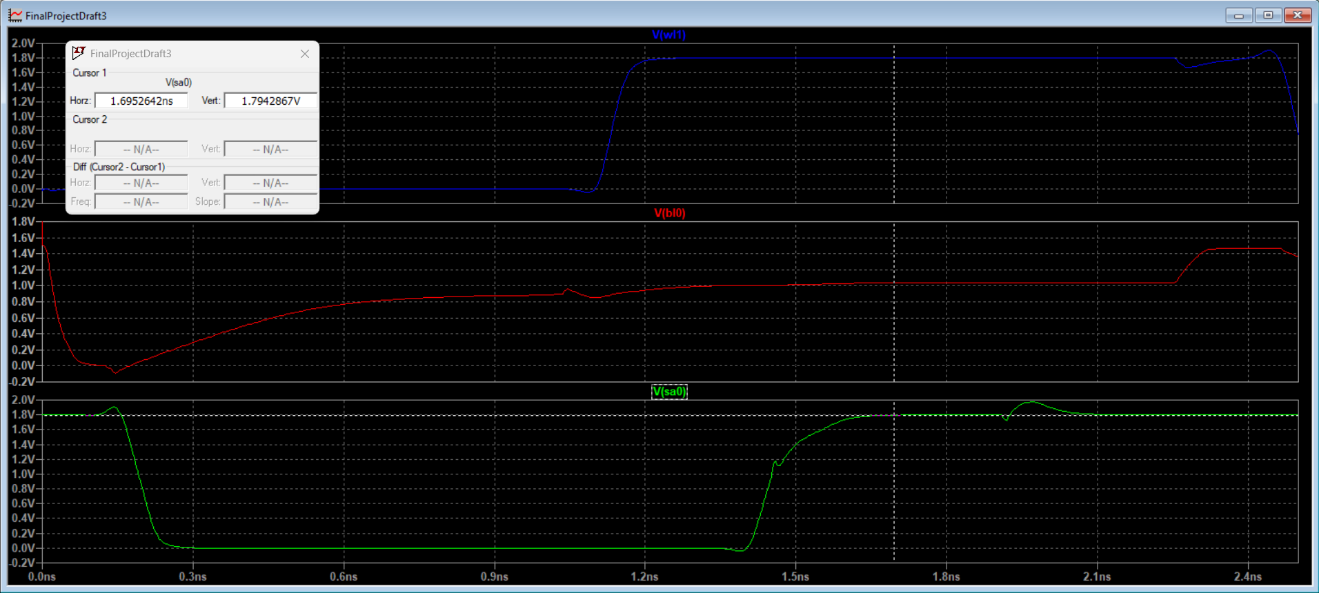 FinalProjectDraft3
V(wl1)
2.0V
1.8V
1.6V
1.4V
1.2V
1.0V
0.8V
0.6V
0.4V
0.2V
0.0V
-0.2V
FinalProjectDraft3
Cursor 1
V(sa0)
Horz: 1.6952642ns Vert: 1.7942867V
Cursor 2
Horz: -- N/A-- Vert: -- N/A--
Diff (Cursor2 - Cursor1)
Horz: -- N/A-- Vert: -- N/A--
Freq: -- N/A-- Slope: -- N/A--
V(bl0)
1.8V
1.6V
1.4V
1.2V
1.0V
0.8V
0.6V
0.4V
0.2V
0.0V
-0.2V
V(sa0)
2.0V
1.8V
1.6V
1.4V
1.2V
1.0V
0.8V
0.6V
0.4V
0.2V
0.0V
-0.2V
0.0ns 0.3ns 0.6ns 0.9ns 1.2ns 1.5ns 1.8ns 2.1ns 2.4ns